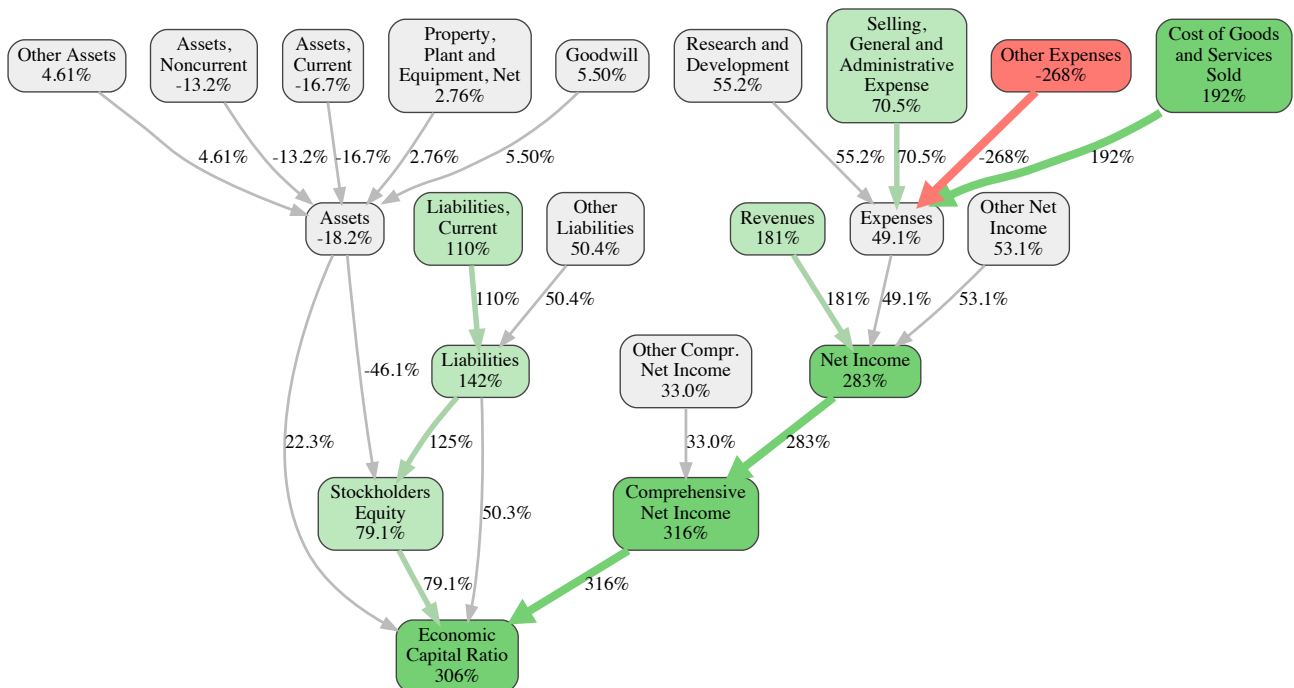 Other Assets
4.61%
Assets,
Noncurrent
-13.2%
Assets,
Current
-16.7%
Property,
Plant and
Equipment, Net
2.76%
Goodwill
5.50%
Research and
Development
55.2%
Selling,
General and
Administrative
Expense
70.5%
Other Expenses
-268%
Cost of Goods
and Services
Sold
192%
4.61%
-13.2%
-16.7%
2.76%
5.50%
55.2%
70.5%
-268%
192%
Assets
-18.2%
Liabilities,
Current
110%
Other
Liabilities
50.4%
Revenues
181%
Expenses
49.1%
Other Net
Income
53.1%
110%
50.4%
181%
49.1%
53.1%
-46.1%
Liabilities
142%
Other Compr.
Net Income
33.0%
Net Income
283%
22.3%
125%
33.0%
283%
Stockholders
Equity
79.1%
50.3%
Comprehensive
Net Income
316%
79.1%
316%
Economic
Capital Ratio
306%